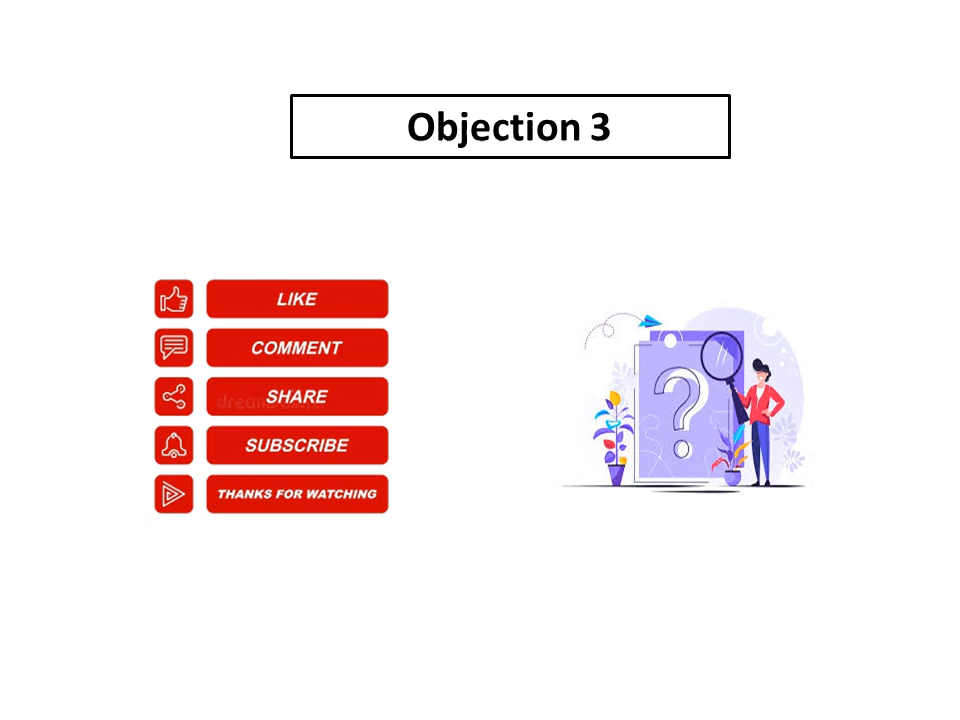 Objection 3
LIKE
COMMENT
SHARE
SUBSCRIBE
THANKS FOR WATCHING
?